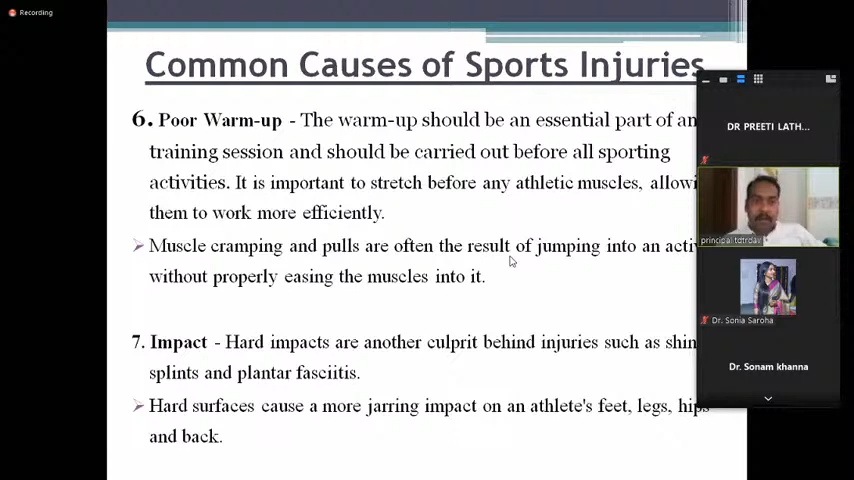 Recording
Common Causes of Sports Injuries
6. Poor Warm-up - The warm-up should be an essential part of an
training session and should be carried out before all sporting
activities. It is important to stretch before any athletic muscles, allowi
them to work more efficiently.
➢ Muscle cramping and pulls are often the result of jumping into an activ
without properly easing the muscles into it.
7. Impact - Hard impacts are another culprit behind injuries such as shin
splints and plantar fasciitis.
➢ Hard surfaces cause a more jarring impact on an athlete's feet, legs, hips
and back.
DR PREETI LATH...
principal.tdtrdav
Dr. Sonia Saroha
Dr. Sonam khanna